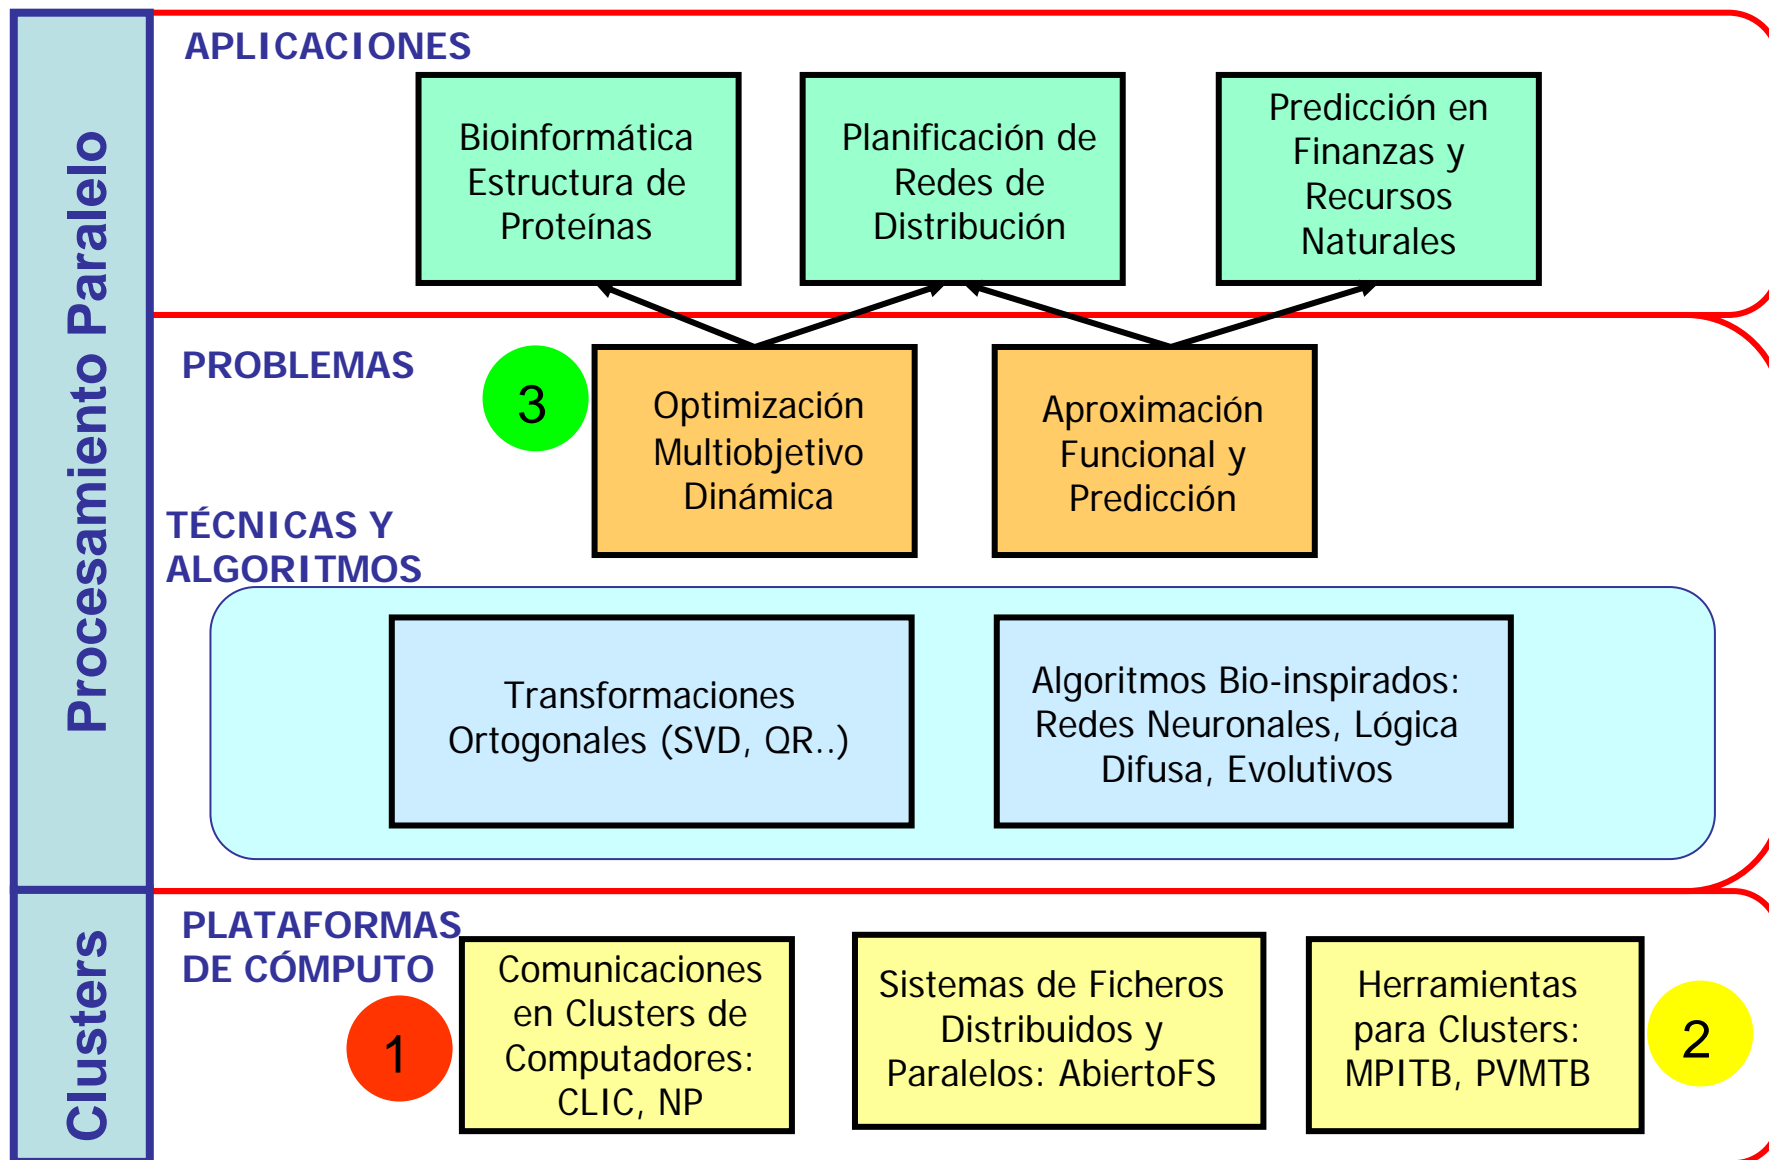 Procesamiento Paralelo
APLICACIONES
Bioinformática
Estructura de
Proteínas
Planificación de
Redes de
Distribución
Predicción en
Finanzas y
Recursos
Naturales
PROBLEMAS
3
Optimización
Multiobjetivo
Dinámica
Aproximación
Funcional y
Predicción
TÉCNICAS Y
ALGORITMOS
Transformaciones
Ortogonales (SVD, QR..)
Algoritmos Bio-inspirados:
Redes Neuronales, Lógica
Difusa, Evolutivos
Clusters
PLATAFORMAS
DE CÓMPUTO
1
Comunicaciones
en Clusters de
Computadores:
CLIC, NP
Sistemas de Ficheros
Distribuidos y
Paralelos: AbiertoFS
Herramientas
para Clusters:
MPITB, PVMTB
2